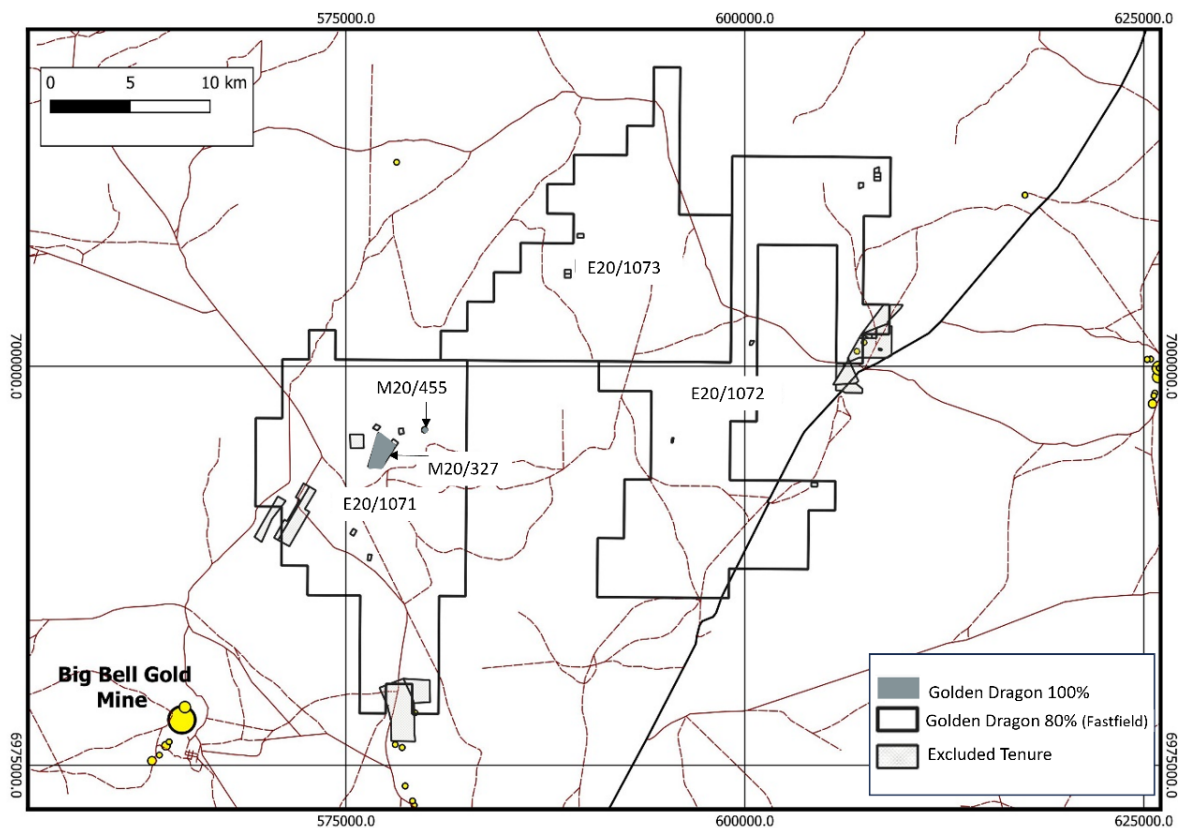 575000.0
600000.0
625000.0
0 5 10 km
E20/1073
7000000.0
7000000.0
M20/455
E20/1072
M20/327
E20/1071
Big Bell Gold
Mine
Golden Dragon 100%
Golden Dragon 80% (Fastfield)
Excluded Tenure
6975000.0
6975000.0
575000.0
600000.0
625000.0